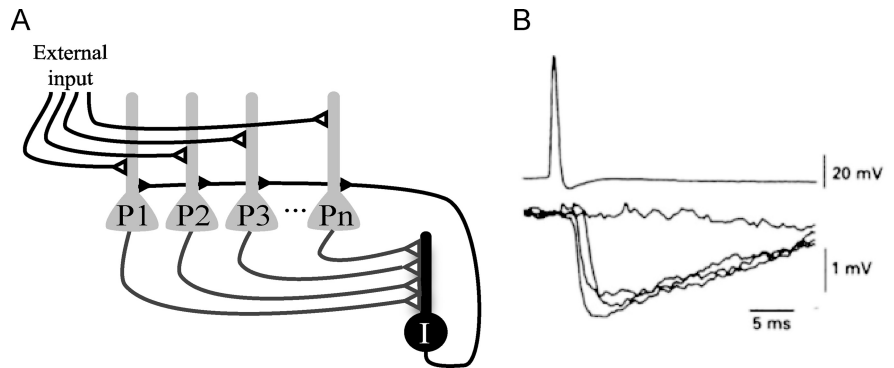 A
External
input
P1 P2 P3 ... Pn
I
B
20 mV
1 mV
5 ms